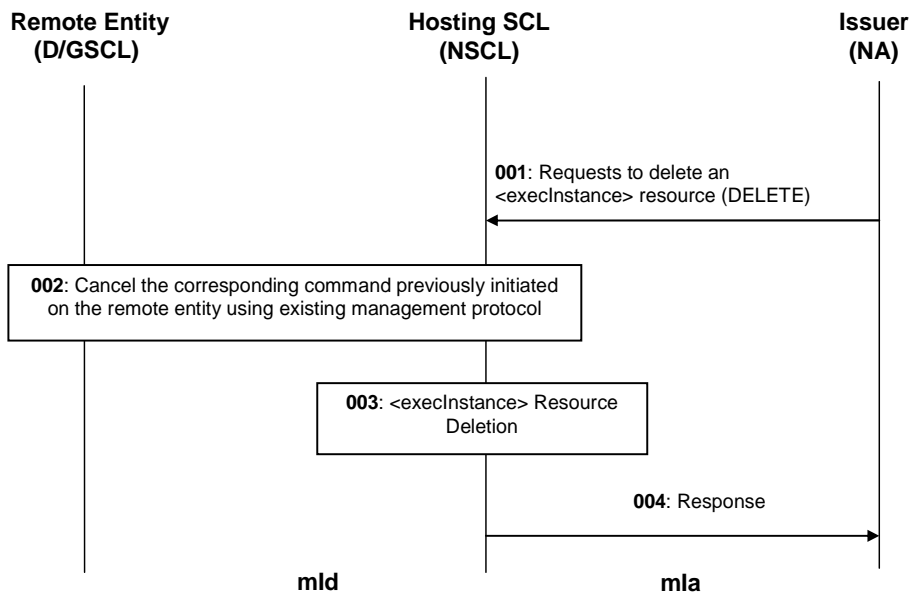 Remote Entity
(D/GSCL)
Hosting SCL
(NSCL)
Issuer
(NA)
001: Requests to delete an
<execInstance> resource (DELETE)
002: Cancel the corresponding command previously initiated
on the remote entity using existing management protocol
003: <execInstance> Resource
Deletion
004: Response
mId
mIa